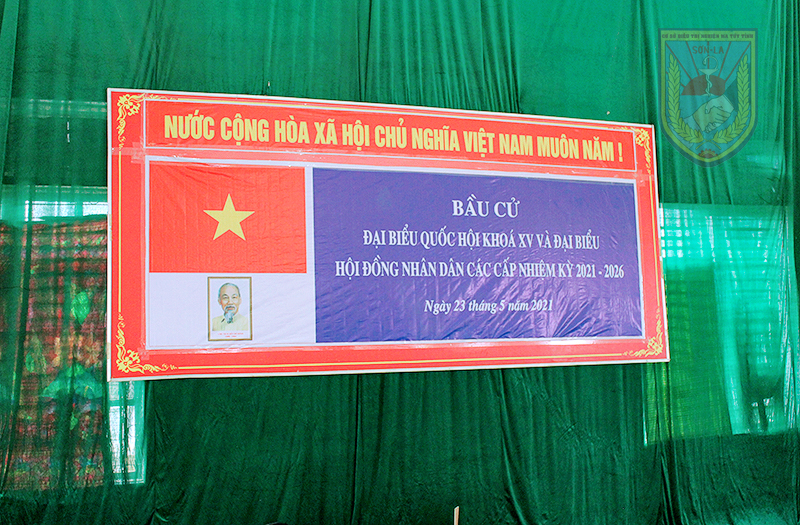 SƠN LA
NƯỚC CỘNG HÒA XÃ HỘI CHỦ NGHĨA VIỆT NAM MUÔN NĂM !
BẦU CỬ
ĐẠI BIỂU QUỐC HỘI KHOÁ XV VÀ ĐẠI BIỂU
HỘI ĐỒNG NHÂN DÂN CÁC CẤP NHIỆM KỲ 2021 - 2026
Ngày 23 tháng 5 năm 2021